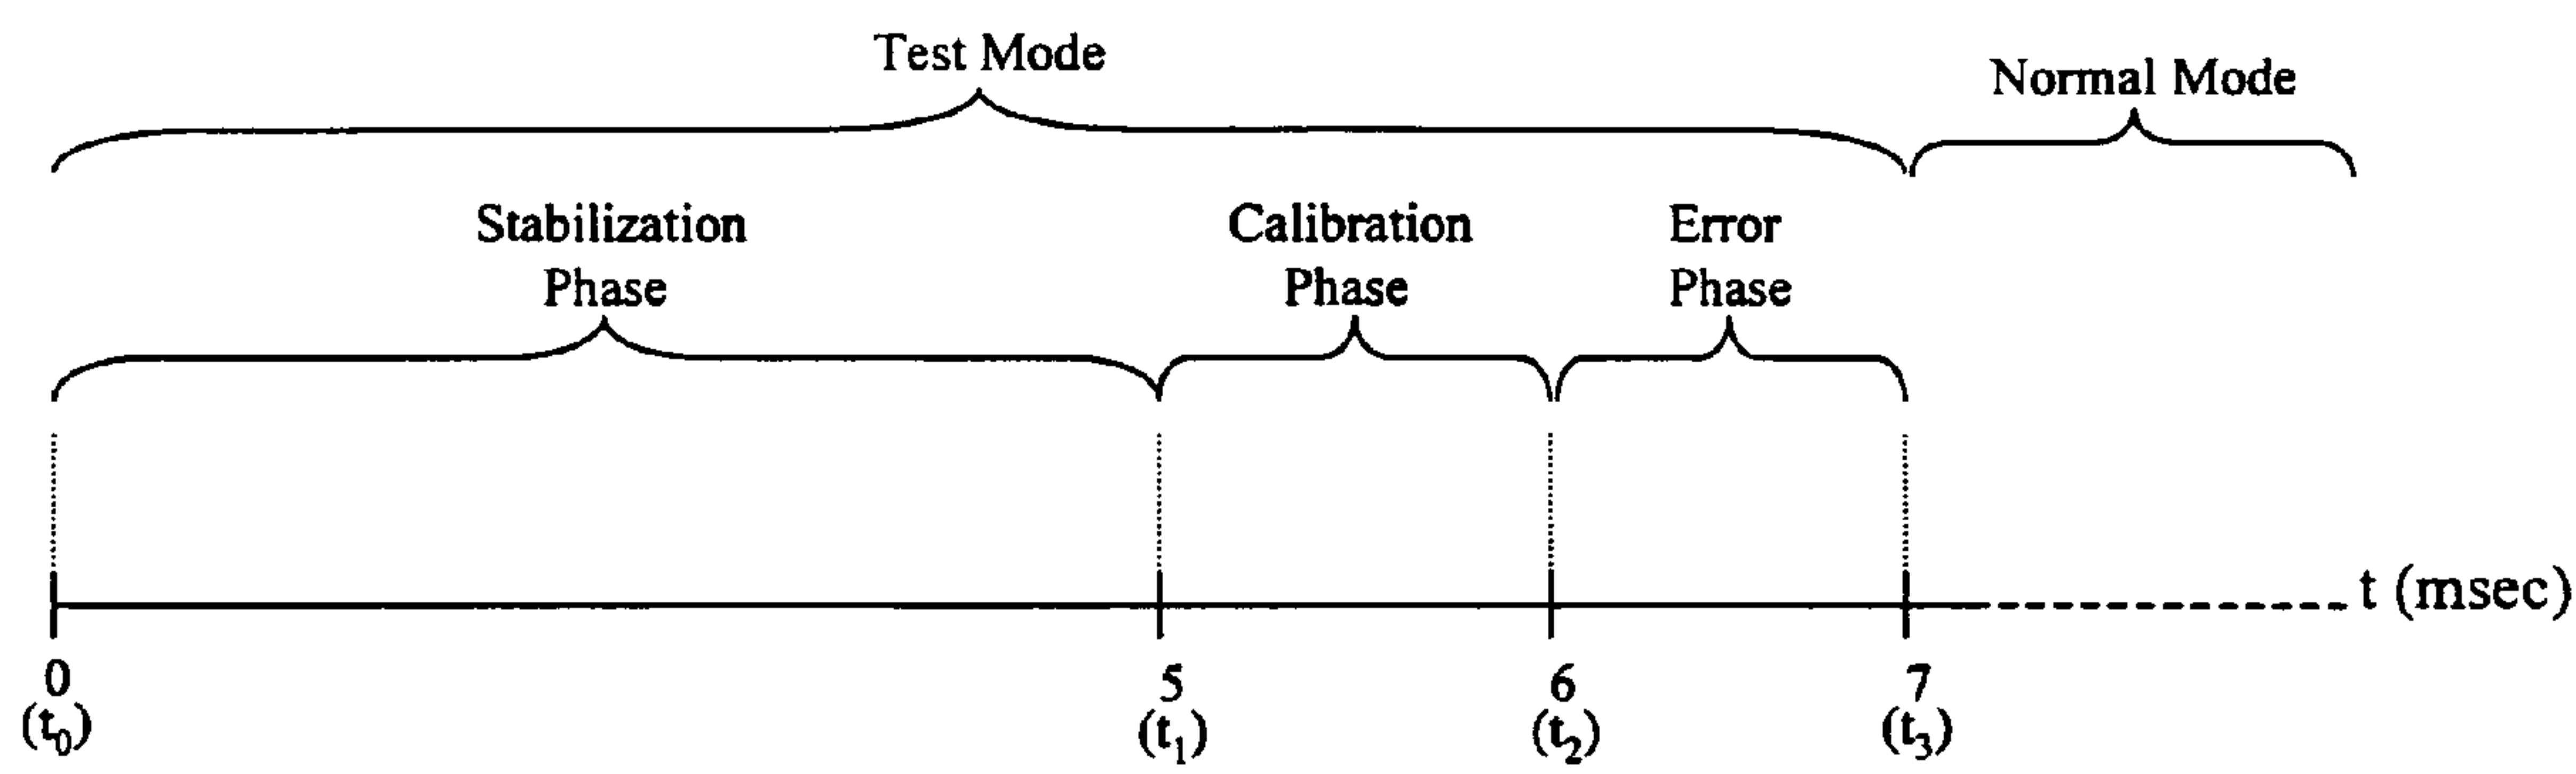 Test Mode
Normal Mode
Stabilization
Phase
Calibration
Phase
Error
Phase
t (msec)
0
(t0)
5
(t1)
6
(t2)
7
(t3)